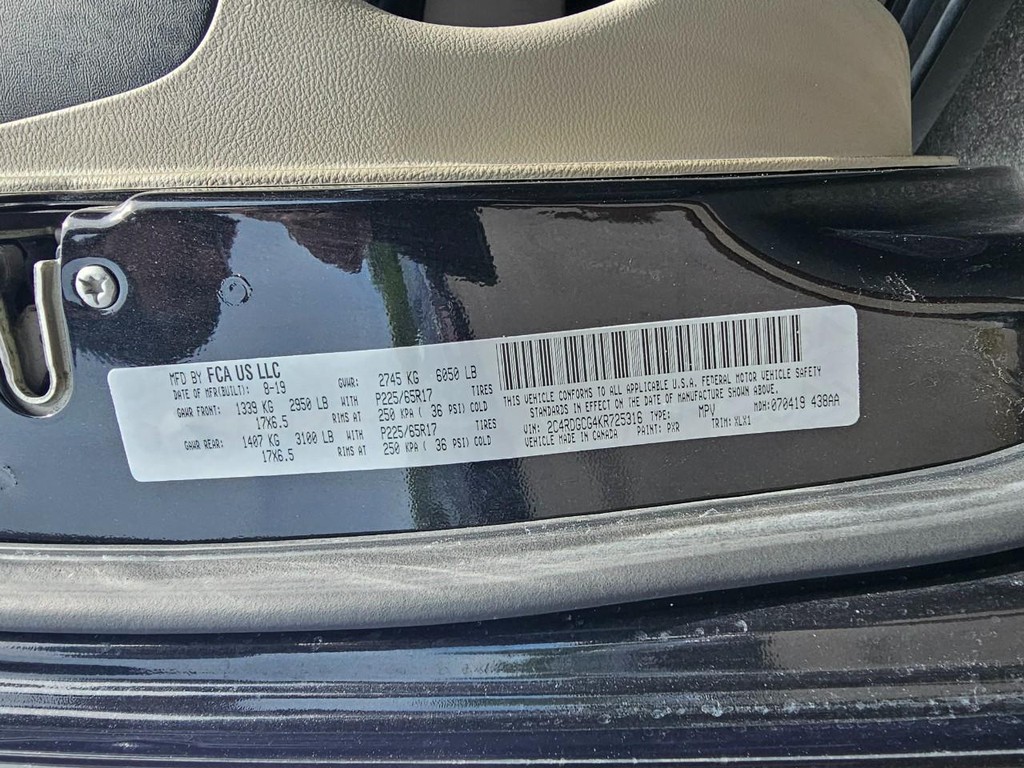 MFD BY FCA US LLC
DATE OF MFR(BUILT): 8-19 GVWR: 2745 KG 6050 LB
GAWR FRONT: 1339 KG 2950 LB WITH P225/65R17 TIRES
17X6.5 RIMS AT 250 KPA ( 36 PSI) COLD
GAWR REAR: 1407 KG 3100 LB WITH P225/65R17 TIRES
17X6.5 RIMS AT 250 KPA ( 36 PSI) COLD
THIS VEHICLE CONFORMS TO ALL APPLICABLE U.S.A. FEDERAL MOTOR VEHICLE SAFETY
STANDARDS IN EFFECT ON THE DATE OF MANUFACTURE SHOWN ABOVE.
VIN: 2C4RDGCG4KR725316 TYPE: MPV MDH: 070419 438AA
VEHICLE MADE IN CANADA PAINT: PXR TRIM: XLX1